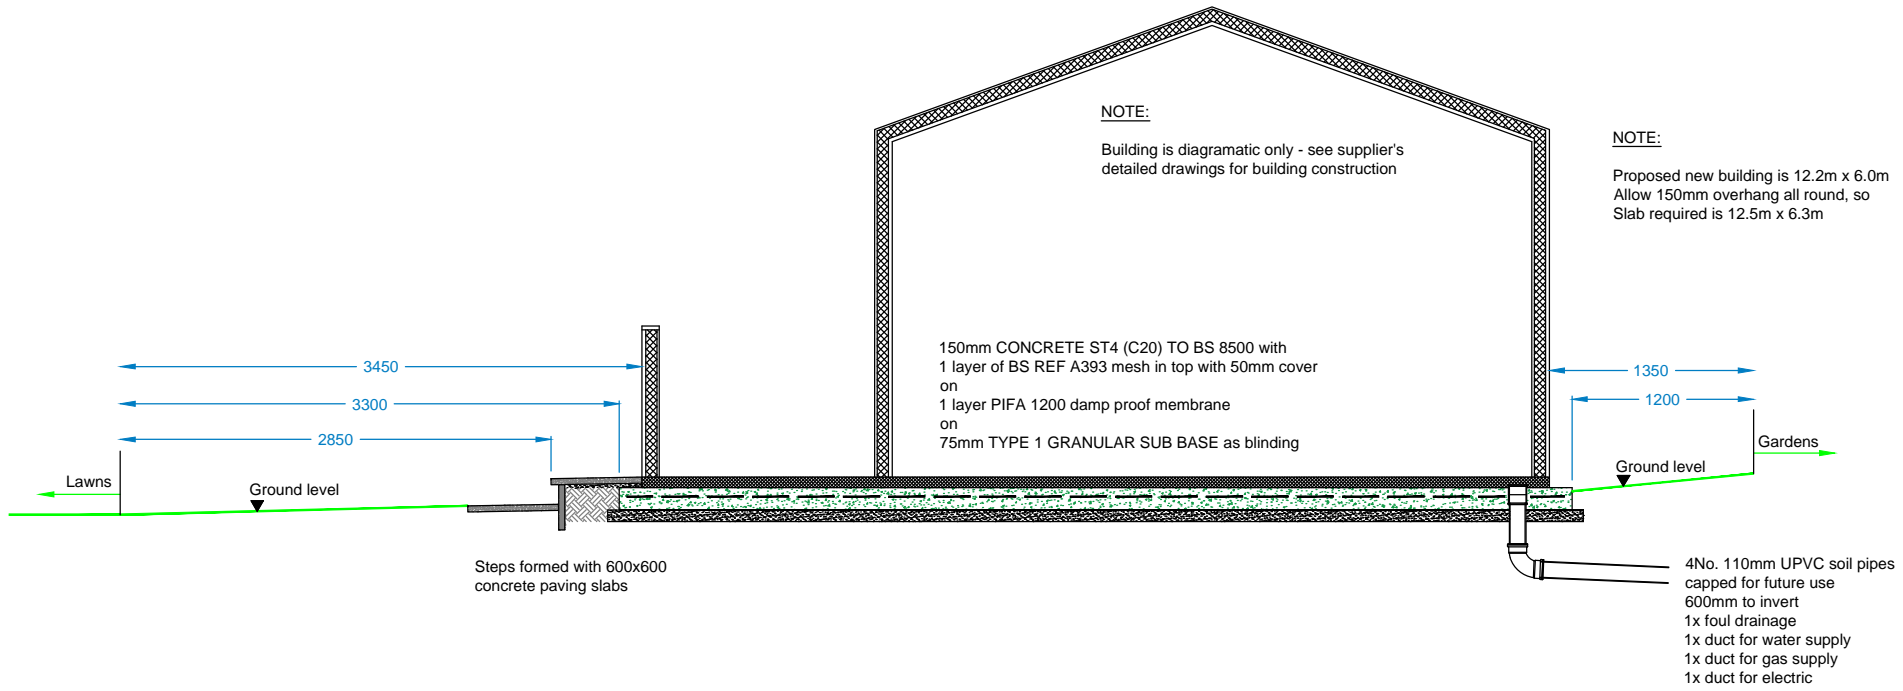 NOTE:
Building is diagramatic only - see supplier's
detailed drawings for building construction
NOTE:
Proposed new building is 12.2m x 6.0m
Allow 150mm overhang all round, so
Slab required is 12.5m x 6.3m
150mm CONCRETE ST4 (C20) TO BS 8500 with
1 layer of BS REF A393 mesh in top with 50mm cover
on
1 layer PIFA 1200 damp proof membrane
on
75mm TYPE 1 GRANULAR SUB BASE as blinding
3450
3300
2850
1350
1200
Lawns
Ground level
Gardens
Ground level
Steps formed with 600x600
concrete paving slabs
4No. 110mm UPVC soil pipes
capped for future use
600mm to invert
1x foul drainage
1x duct for water supply
1x duct for gas supply
1x duct for electric